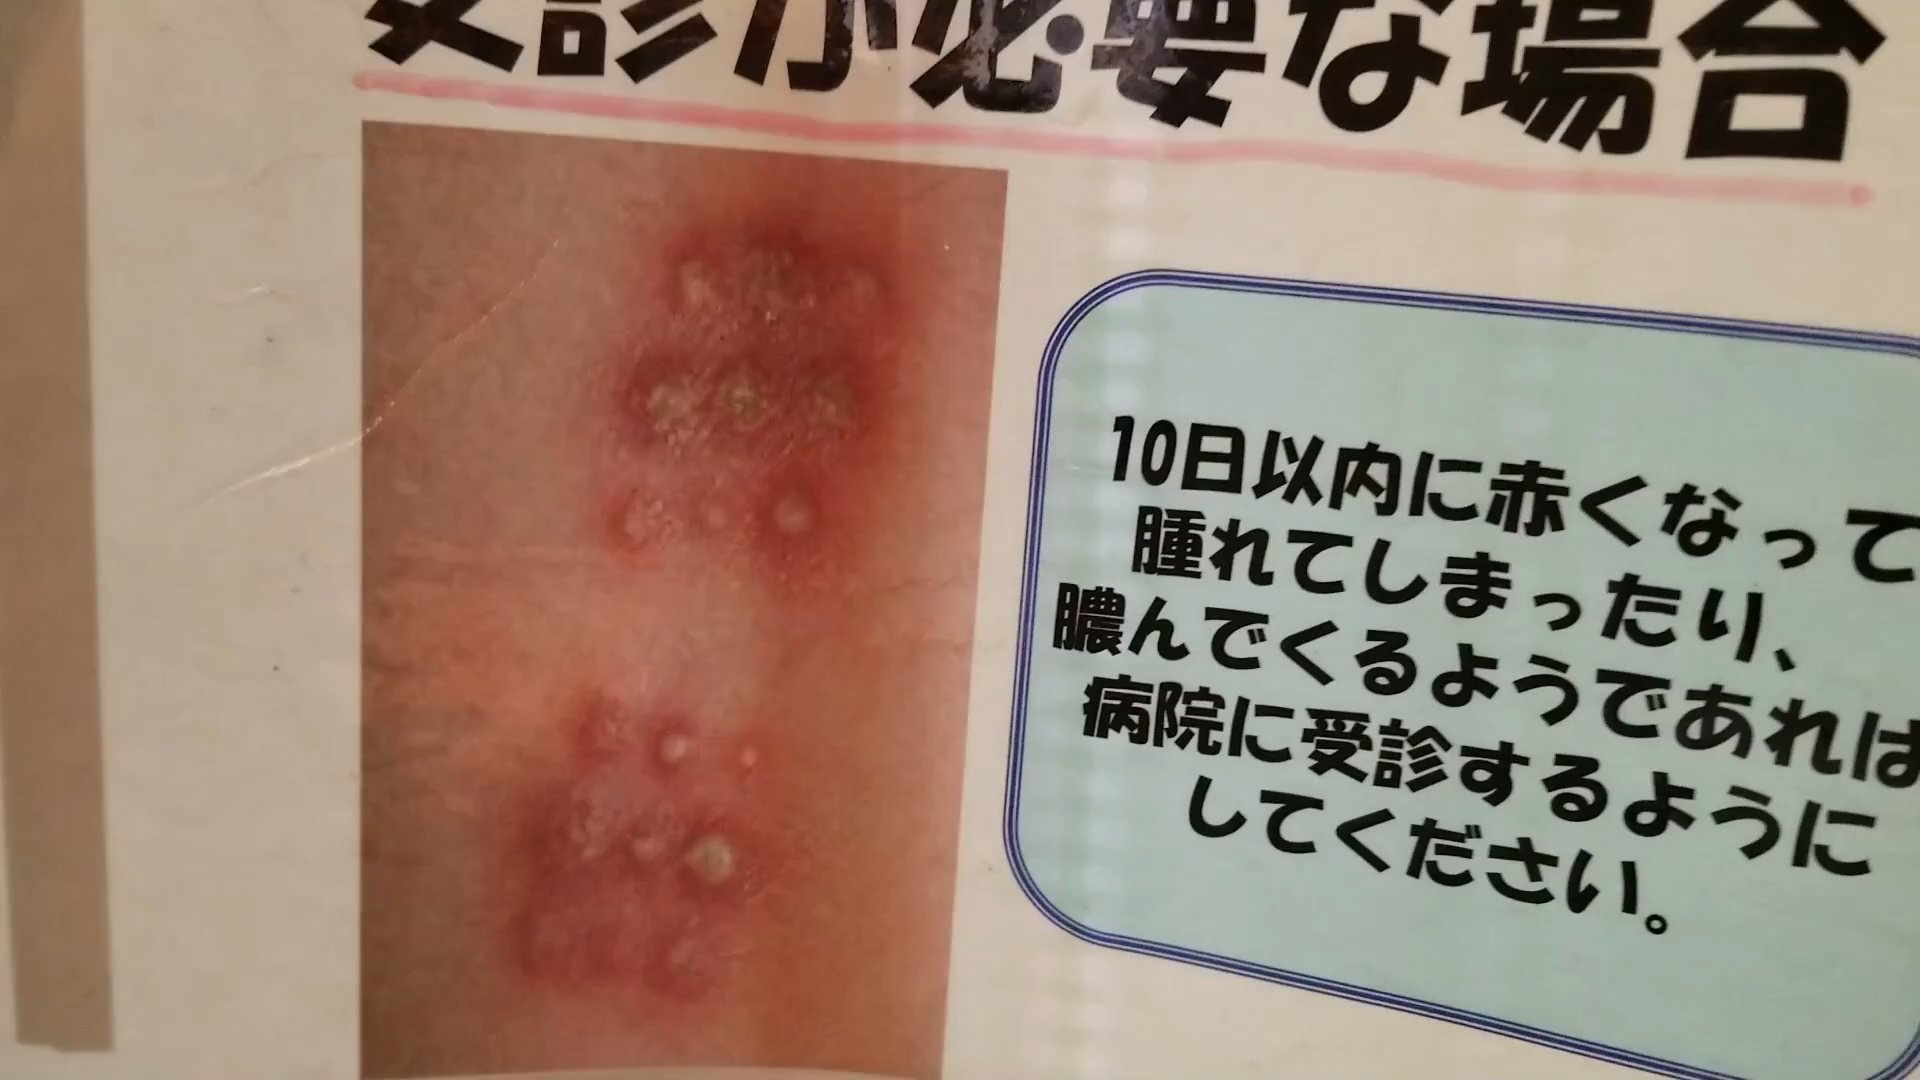 受診が必要な場合
10日以内に赤くなって
腫れてしまったり、
膿んでくるようであれば
病院に受診するように
してください。